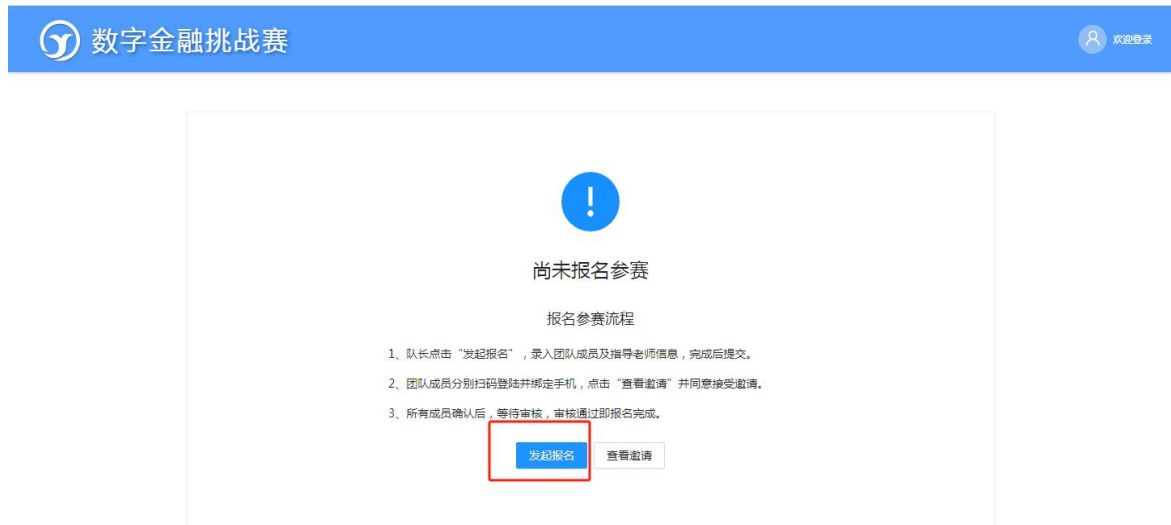 数字金融挑战赛
欢迎登录
尚未报名参赛
报名参赛流程
1、队长点击“发起报名”，录入团队成员及指导老师信息，完成后提交。
2、团队成员分别扫码登陆并绑定手机，点击“查看邀请”并同意接受邀请。
3、所有成员确认后，等待审核，审核通过即报名完成。
发起报名 查看邀请